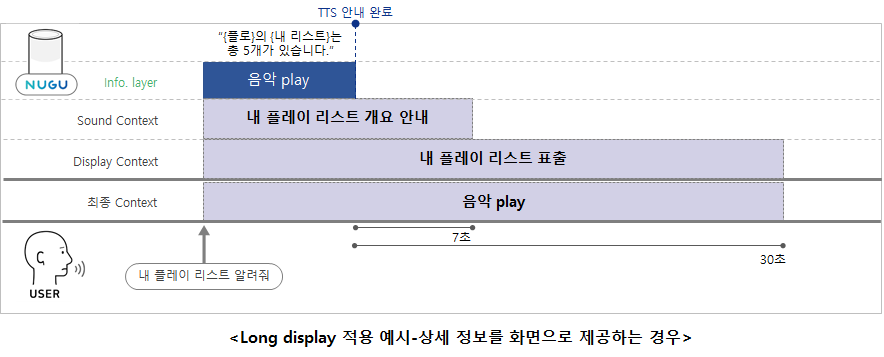 TTS 안내 완료
“{플로}의 {내 리스트}는
총 5개가 있습니다.”
NUGU
Info. layer
음악 play
Sound Context
내 플레이 리스트 개요 안내
Display Context
내 플레이 리스트 표출
최종 Context
음악 play
7초
30초
내 플레이 리스트 알려줘
USER
<Long display 적용 예시-상세 정보를 화면으로 제공하는 경우>